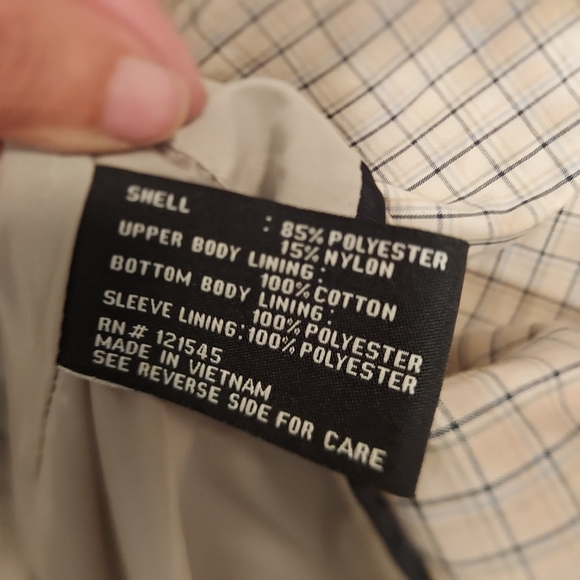 SHELL : 85% POLYESTER
15% NYLON
UPPER BODY LINING :
100% COTTON
BOTTOM BODY LINING :
100% POLYESTER
SLEEVE LINING : 100% POLYESTER
RN# 121545
MADE IN VIETNAM
SEE REVERSE SIDE FOR CARE